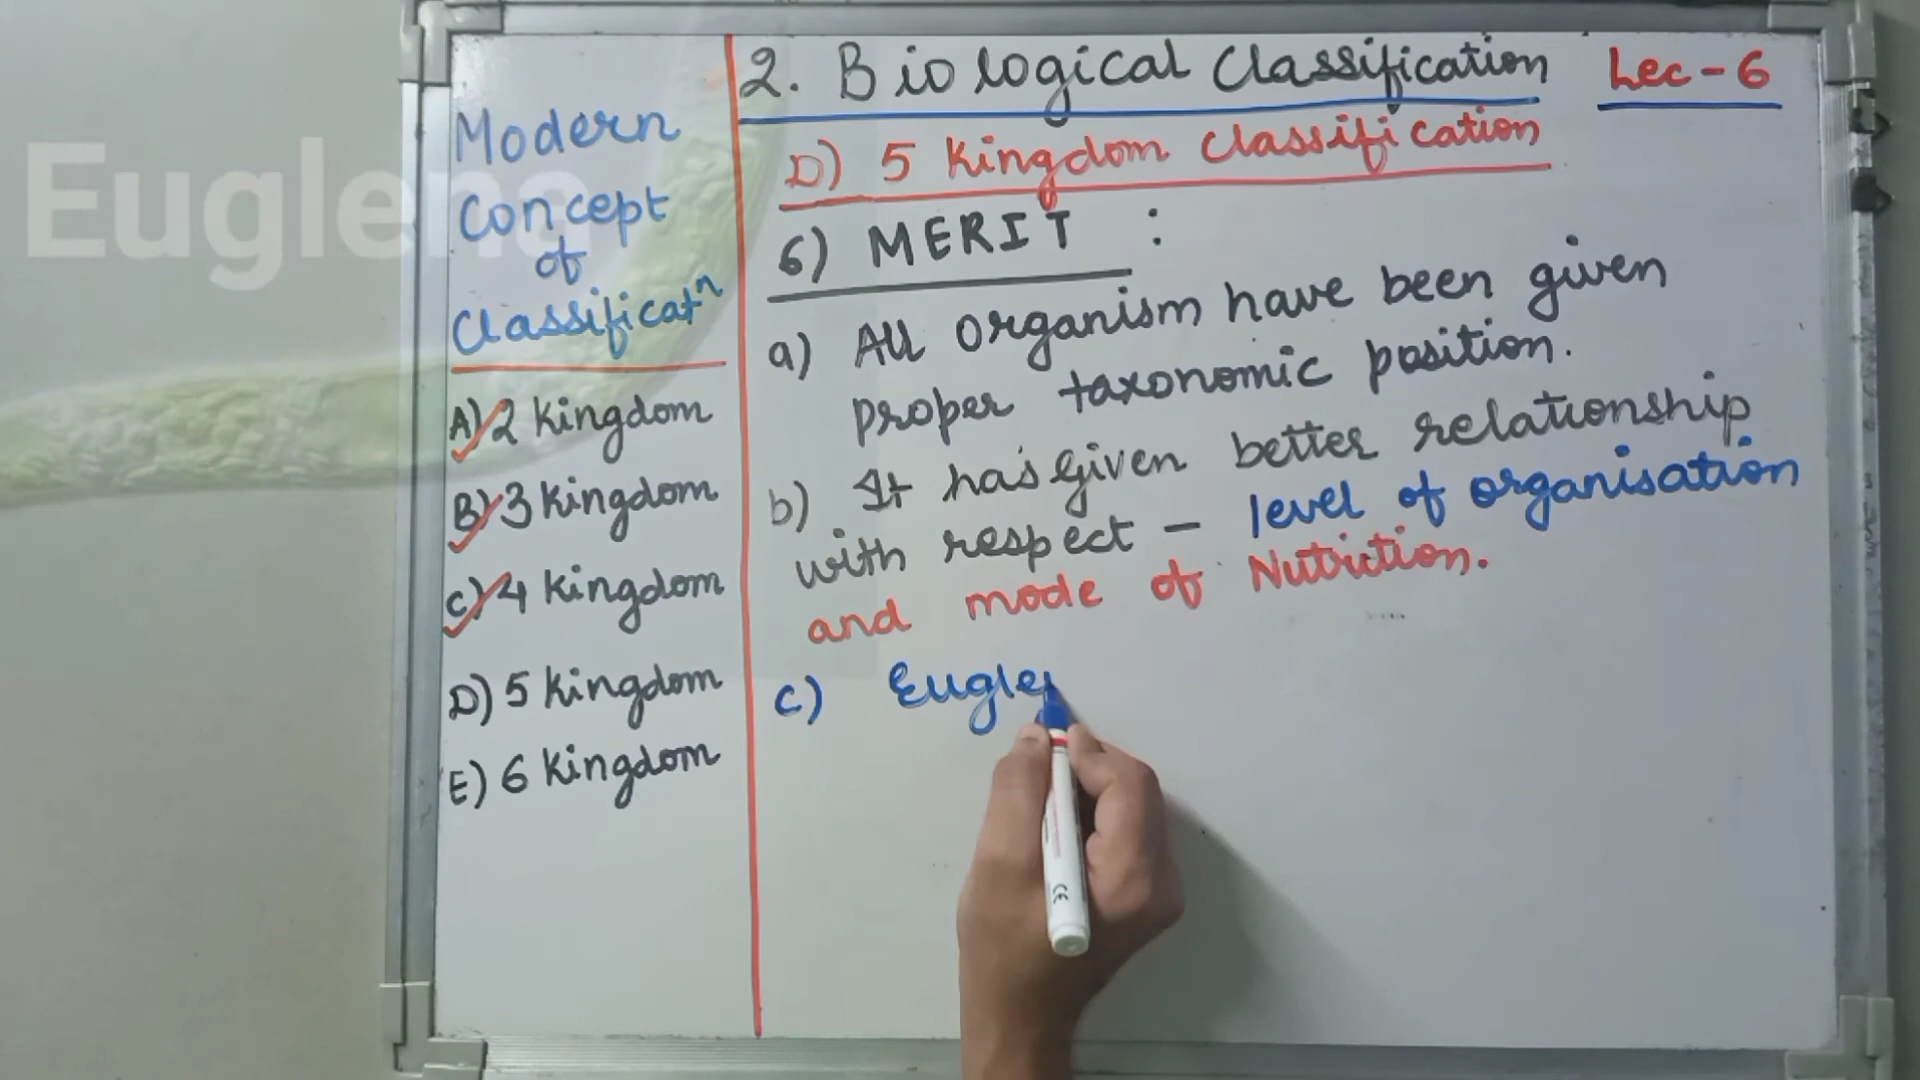 Euglena
Modern
Concept
of
Classificatn
A) 2 Kingdom
B) 3 Kingdom
C) 4 Kingdom
D) 5 Kingdom
E) 6 Kingdom
2. Biological Classification Lec-6
D) 5 Kingdom Classification
6) MERIT :
a) All organism have been given
proper taxonomic position.
b) It has given better relationship
with respect – level of organisation
and mode of Nutrition.
c) Eugle
CE